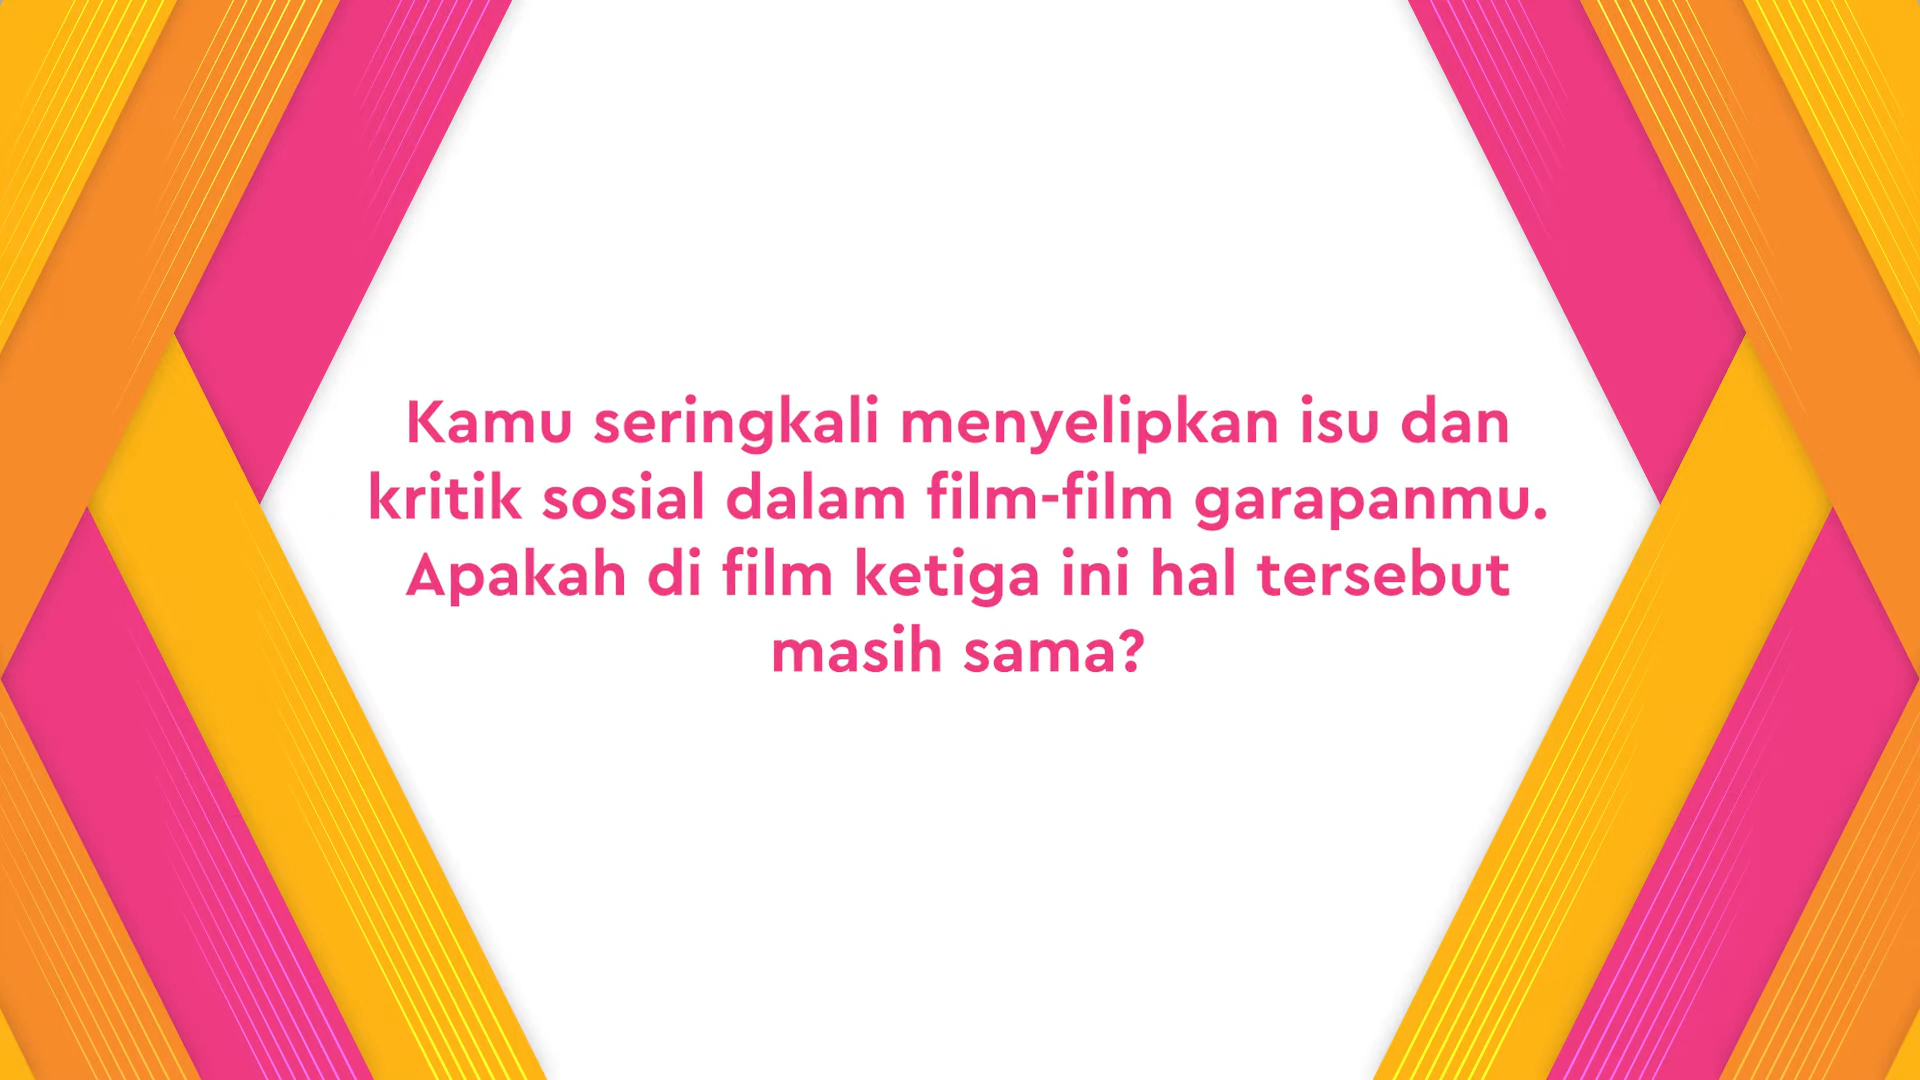 Kamu seringkali menyelipkan isu dan
kritik sosial dalam film-film garapanmu.
Apakah di film ketiga ini hal tersebut
masih sama?